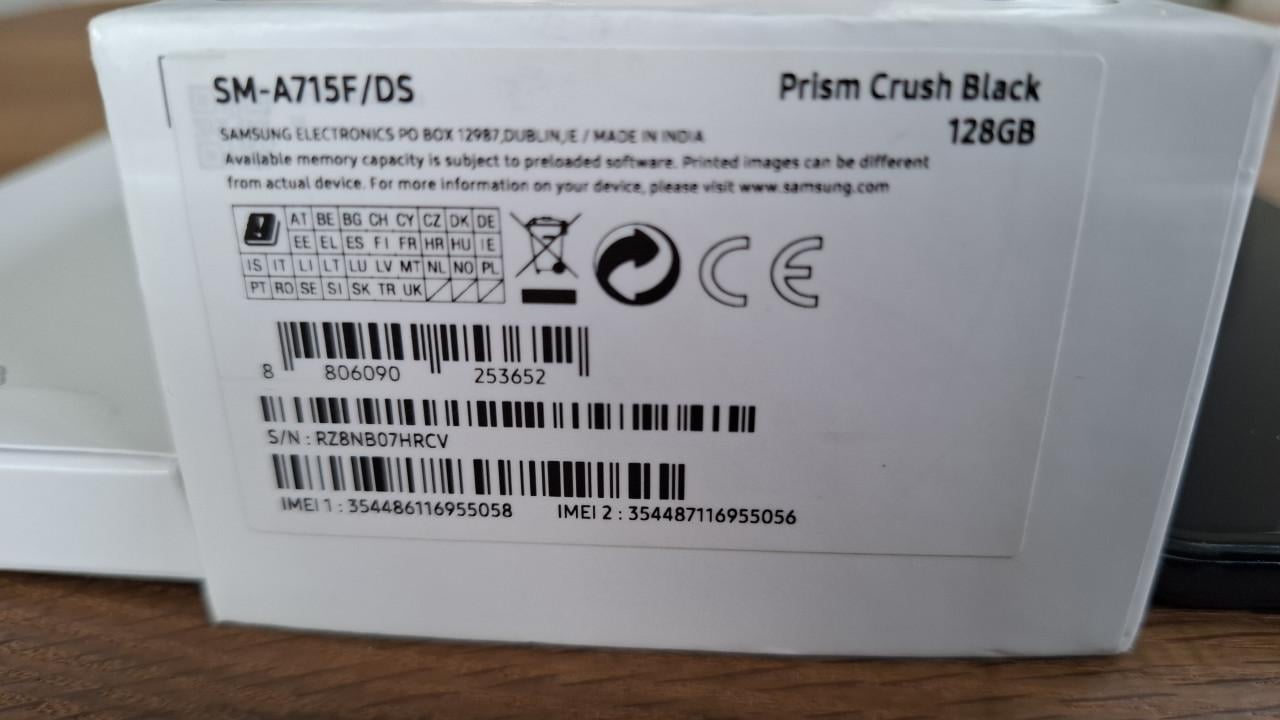 SM-A715F/DS
Prism Crush Black
128GB
SAMSUNG ELECTRONICS PO BOX 12987,DUBLIN,IE / MADE IN INDIA
Available memory capacity is subject to preloaded software. Printed images can be different
from actual device. For more information on your device, please visit www.samsung.com
AT BE BG CH CY CZ DK DE
EE EL ES FI FR HR HU IE
IS IT LI LT LU LV MT NL NO PL
PT RO SE SI SK TR UK
CE
8 806090 253652
S/N : RZ8NB07HRCV
IMEI 1 : 354486116955058 IMEI 2 : 354487116955056